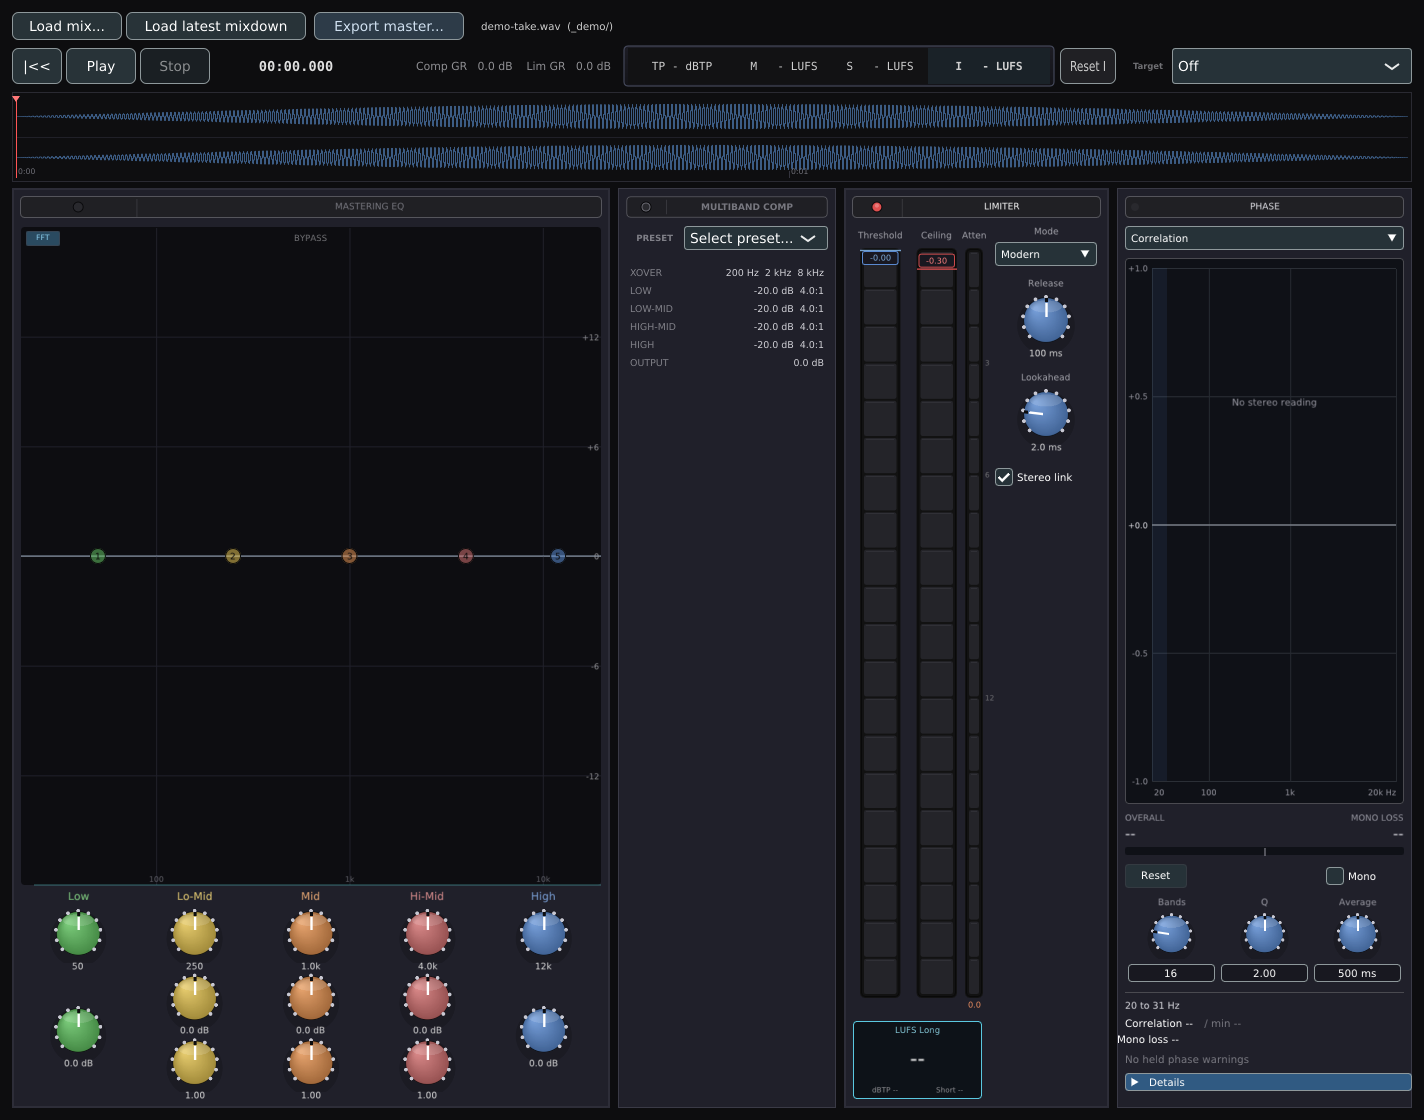 Load mix...
Load latest mixdown
Export master...
demo-take.wav (_demo/)
|<<
Play
Stop
00:00.000
Comp GR 0.0 dB Lim GR 0.0 dB
TP - dBTP M - LUFS S - LUFS I - LUFS
Reset I
Target
Off
0:00
0:01
MASTERING EQ
FFT
BYPASS
+12
+6
0
-6
-12
1
2
3
4
5
100
1k
10k
Low
Lo-Mid
Mid
Hi-Mid
High
50
250
1.0k
4.0k
12k
0.0 dB
0.0 dB
0.0 dB
0.0 dB
0.0 dB
1.00
1.00
1.00
MULTIBAND COMP
PRESET
Select preset...
XOVER 200 Hz 2 kHz 8 kHz
LOW -20.0 dB 4.0:1
LOW-MID -20.0 dB 4.0:1
HIGH-MID -20.0 dB 4.0:1
HIGH -20.0 dB 4.0:1
OUTPUT 0.0 dB
LIMITER
Threshold
Ceiling
Atten
-0.00
-0.30
3
6
12
0.0
Mode
Modern
Release
100 ms
Lookahead
2.0 ms
Stereo link
LUFS Long
--
dBTP --
Short --
PHASE
Correlation
+1.0
+0.5
+0.0
-0.5
-1.0
No stereo reading
20
100
1k
20k Hz
OVERALL
MONO LOSS
--
--
Reset
Mono
Bands
Q
Average
16
2.00
500 ms
20 to 31 Hz
Correlation -- / min --
Mono loss --
No held phase warnings
Details